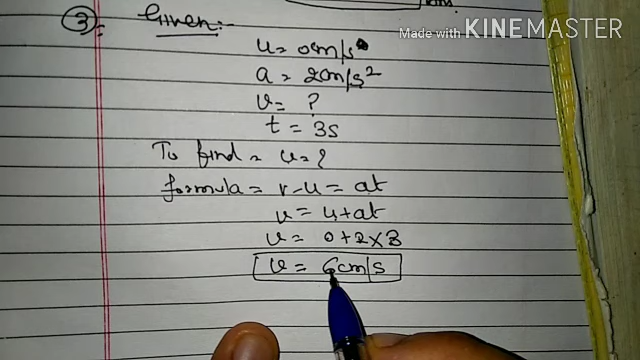 Made with KINEMASTER
3 Given:-
u = 0cm/s
a = 2cm/s²
v = ?
t = 3s
To find = v = ?
formula = v-u = at
v = u+at
v = 0+2×3
v = 6cm/s